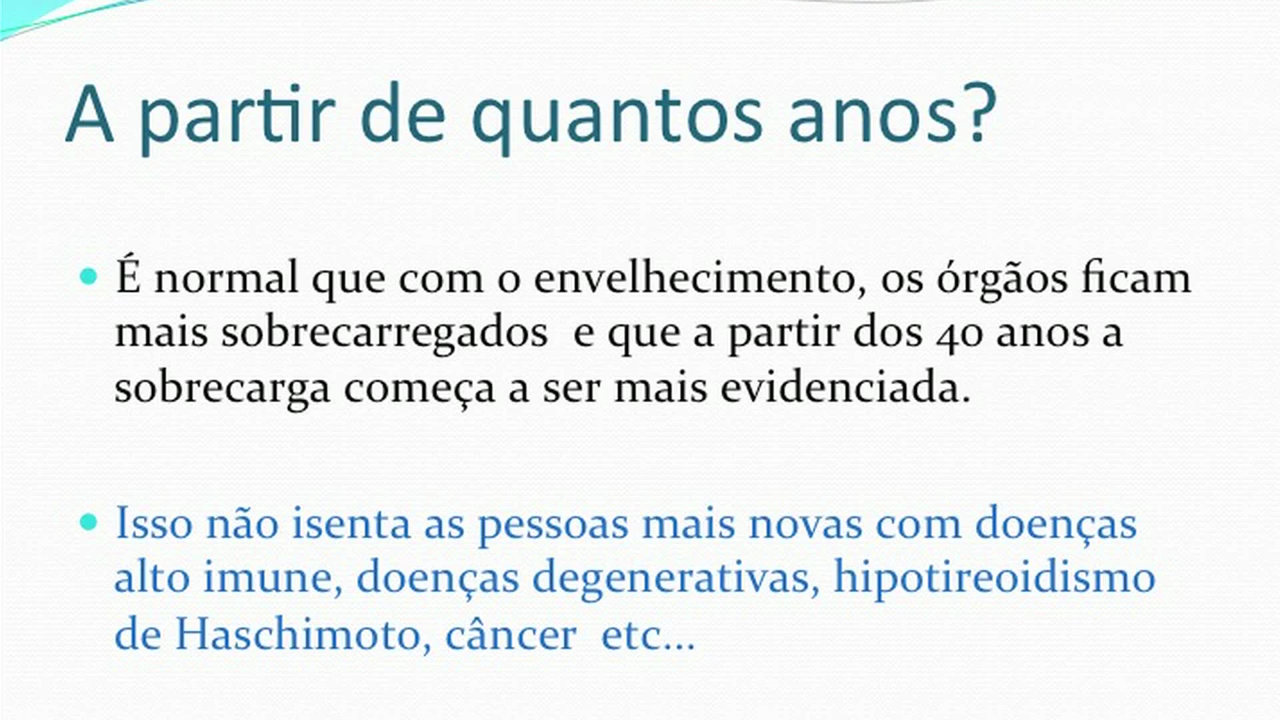 A partir de quantos anos?
É normal que com o envelhecimento, os órgãos ficam
mais sobrecarregados  e que a partir dos 40 anos a
sobrecarga começa a ser mais evidenciada.
Isso não isenta as pessoas mais novas com doenças
alto imune, doenças degenerativas, hipotireoidismo
de Haschimoto, câncer  etc...